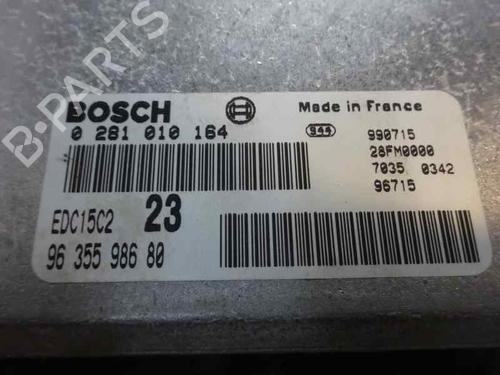 B-PARTS
BOSCH
Made in France
0 281 010 164
944
990715
28FM0000
7035 0342
96715
EDC15C2
23
96 355 986 80